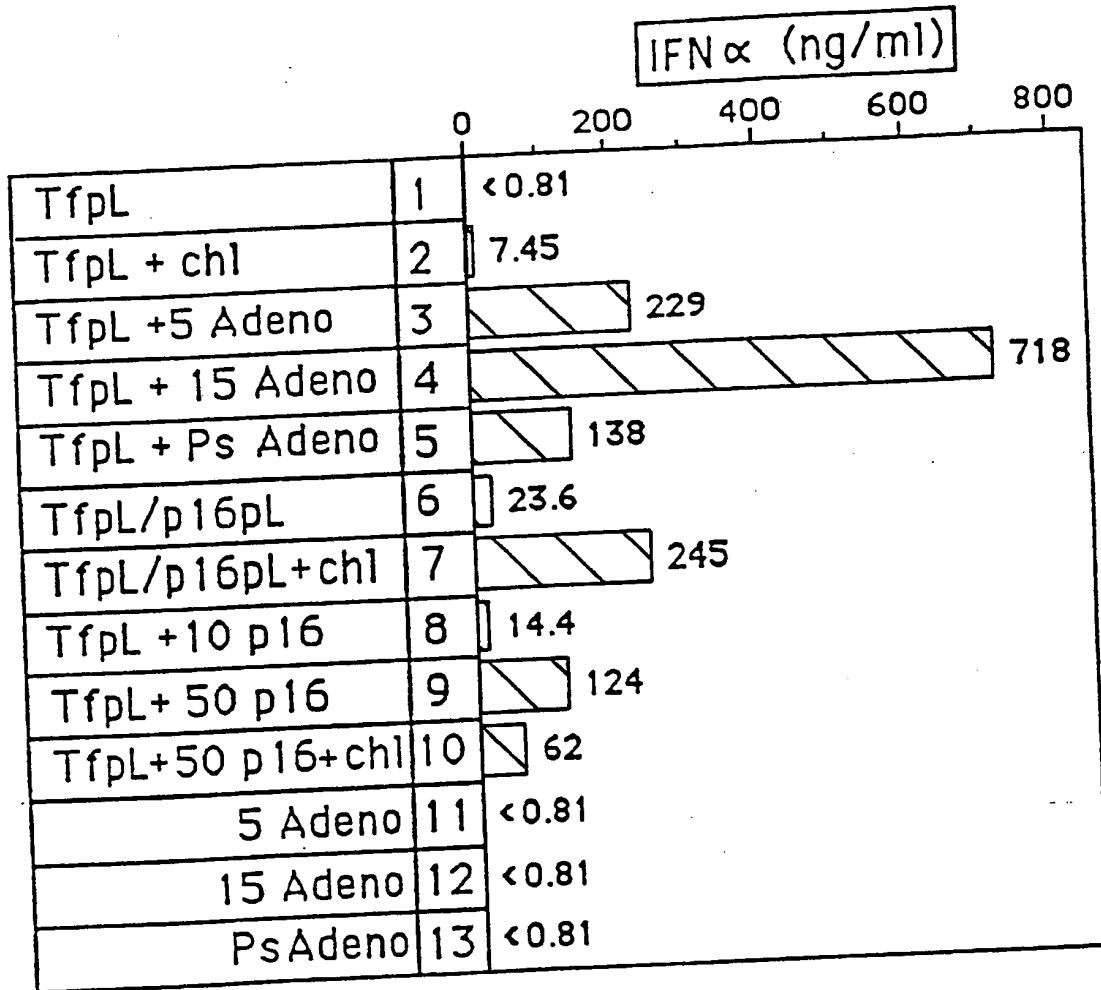 IFN∝ (ng/ml)
0 200 400 600 800
TfpL 1 <0.81
TfpL + chl 2 7.45
TfpL +5 Adeno 3 229
TfpL + 15 Adeno 4 718
TfpL + Ps Adeno 5 138
TfpL/p16pL 6 23.6
TfpL/p16pL+chl 7 245
TfpL +10 p16 8 14.4
TfpL+ 50 p16 9 124
TfpL+50 p16+chl 10 62
5 Adeno 11 <0.81
15 Adeno 12 <0.81
PsAdeno 13 <0.81